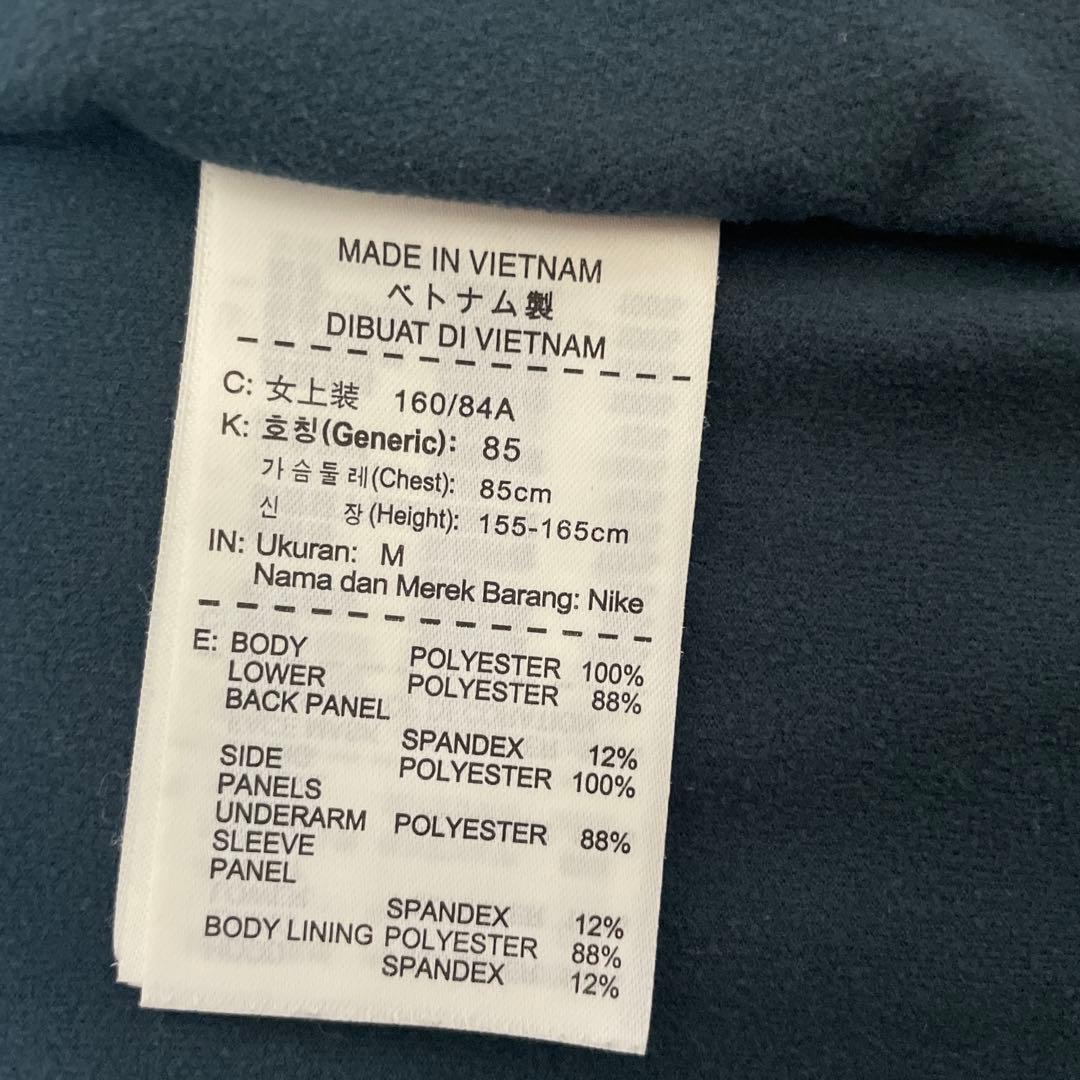 MADE IN VIETNAM
ベトナム製
DIBUAT DI VIETNAM
C: 女上装 160/84A
K: 호칭(Generic): 85
가슴둘레(Chest): 85cm
신 장(Height): 155-165cm
IN: Ukuran: M
Nama dan Merek Barang: Nike
E: BODY POLYESTER 100%
LOWER POLYESTER 88%
BACK PANEL
SPANDEX 12%
SIDE POLYESTER 100%
PANELS
UNDERARM POLYESTER 88%
SLEEVE
PANEL
SPANDEX 12%
BODY LINING POLYESTER 88%
SPANDEX 12%